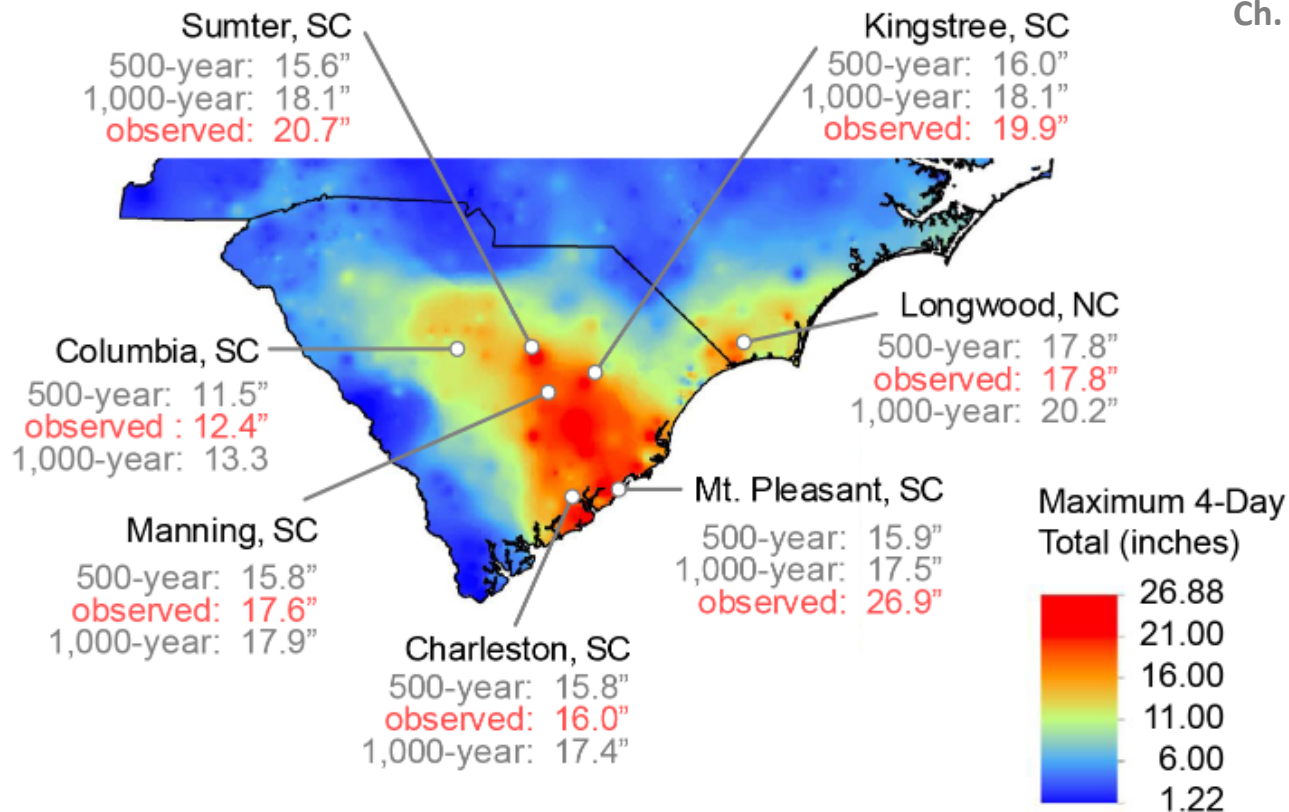 Ch.
Sumter, SC
500-year: 15.6”
1,000-year: 18.1”
observed: 20.7”
Kingstree, SC
500-year: 16.0”
1,000-year: 18.1”
observed: 19.9”
Columbia, SC
500-year: 11.5”
observed : 12.4”
1,000-year: 13.3
Longwood, NC
500-year: 17.8”
observed: 17.8”
1,000-year: 20.2”
Manning, SC
500-year: 15.8”
observed: 17.6”
1,000-year: 17.9”
Mt. Pleasant, SC
500-year: 15.9”
1,000-year: 17.5”
observed: 26.9”
Charleston, SC
500-year: 15.8”
observed: 16.0”
1,000-year: 17.4”
Maximum 4-Day
Total (inches)
26.88
21.00
16.00
11.00
6.00
1.22